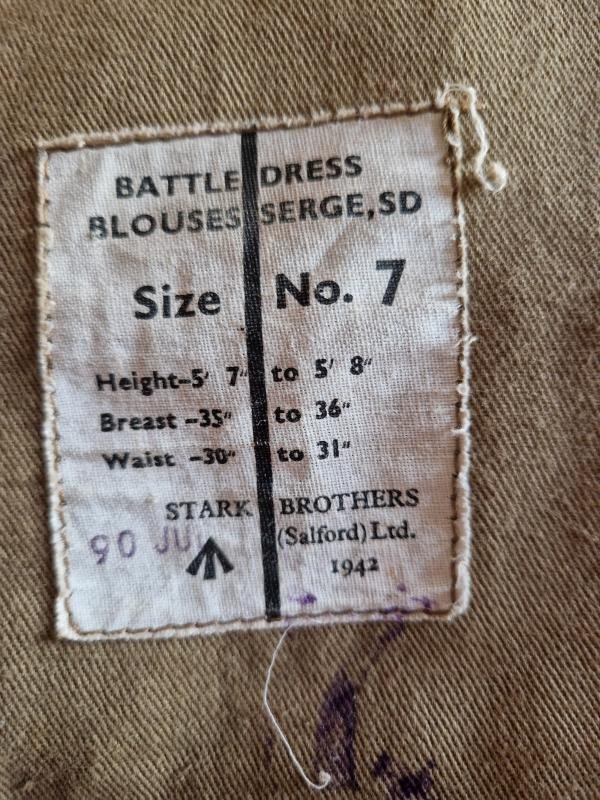 BATTLE DRESS
BLOUSES SERGE, SD
Size No. 7
Height-5' 7" to 5' 8"
Breast -35" to 36"
Waist -30" to 31"
STARK BROTHERS
(Salford) Ltd.
90 JU
1942